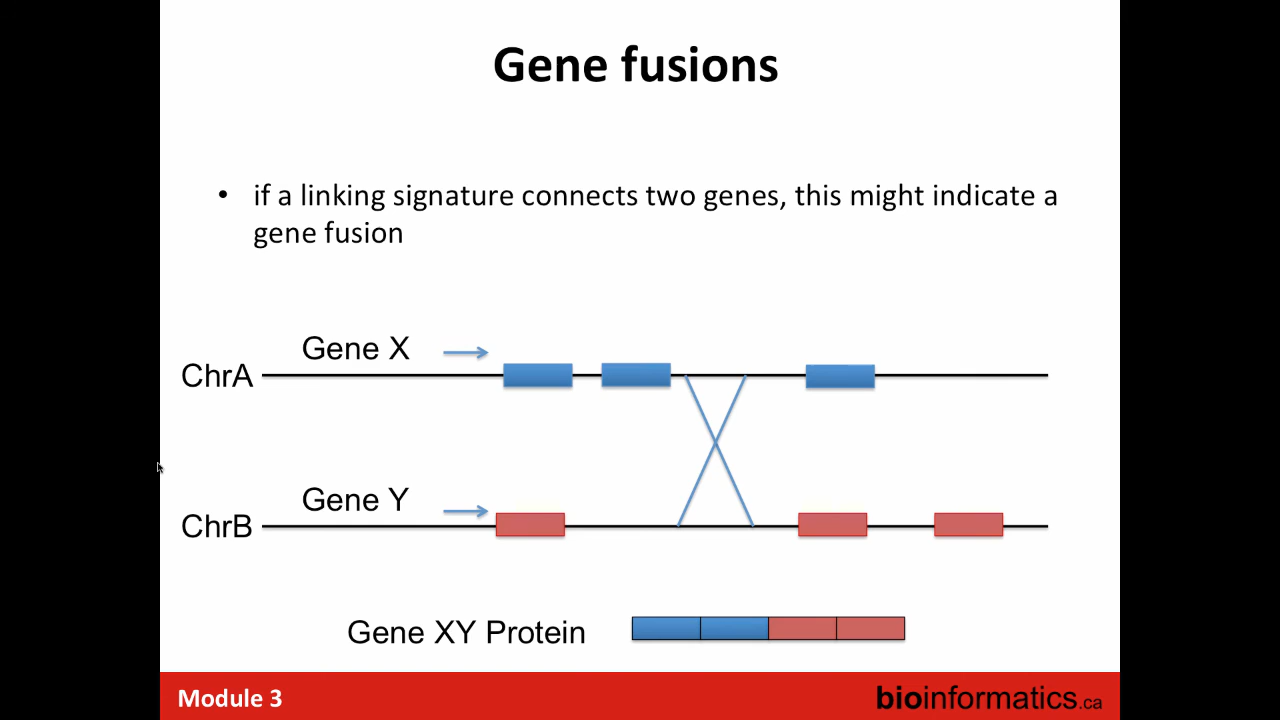 Gene fusions
• if a linking signature connects two genes, this might indicate a
gene fusion
Gene X
ChrA
Gene Y
ChrB
Gene XY Protein
Module 3
bioinformatics.ca